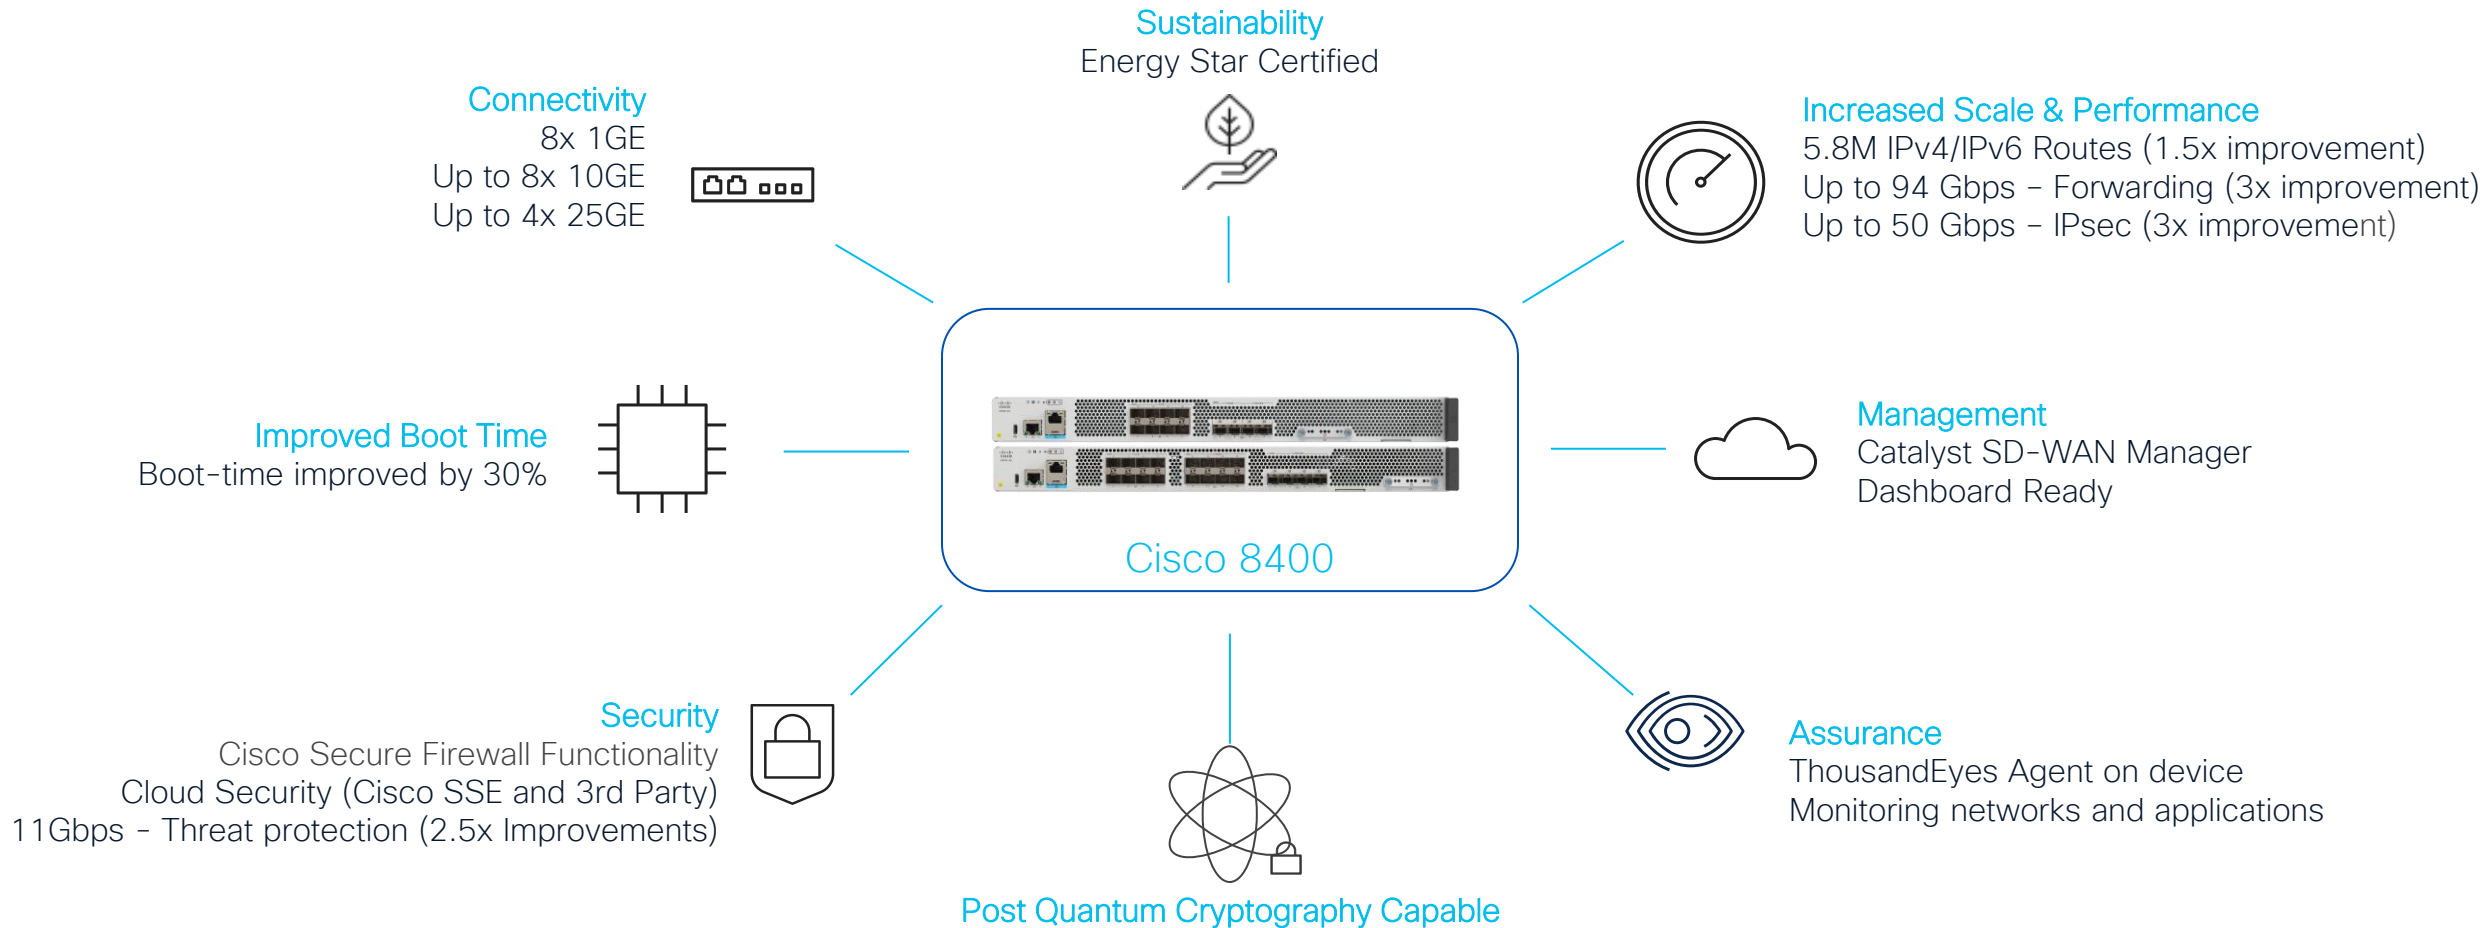 Sustainability
Energy Star Certified
Connectivity
8x 1GE
Up to 8x 10GE
Up to 4x 25GE
Increased Scale & Performance
5.8M IPv4/IPv6 Routes (1.5x improvement)
Up to 94 Gbps – Forwarding (3x improvement)
Up to 50 Gbps – IPsec (3x improvement)
Improved Boot Time
Boot-time improved by 30%
Cisco 8400
Management
Catalyst SD-WAN Manager
Dashboard Ready
Security
Cisco Secure Firewall Functionality
Cloud Security (Cisco SSE and 3rd Party)
11Gbps - Threat protection (2.5x Improvements)
Assurance
ThousandEyes Agent on device
Monitoring networks and applications
Post Quantum Cryptography Capable